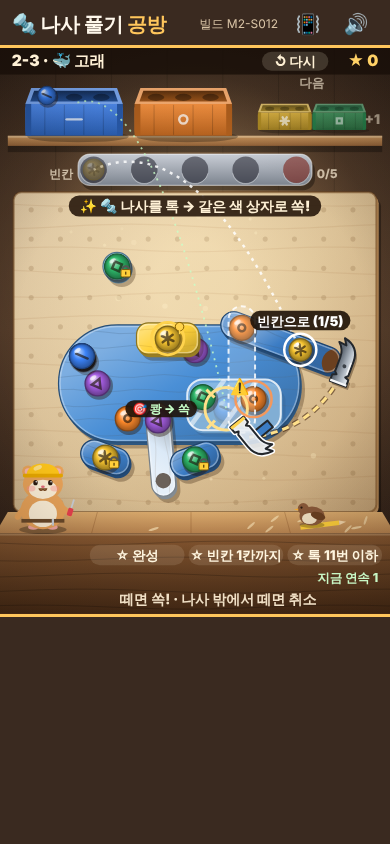 나사 풀기 공방
빌드 M2-S012
2-3 · 고래
다시
★ 0
다음
+1
빈칸
0/5
나사를 톡 → 같은 색 상자로 쏙!
빈칸으로 (1/5)
쾅 → 쏙
☆ 완성
☆ 빈칸 1칸까지
☆ 톡 11번 이하
지금 연속 1
떼면 쏙! · 나사 밖에서 떼면 취소